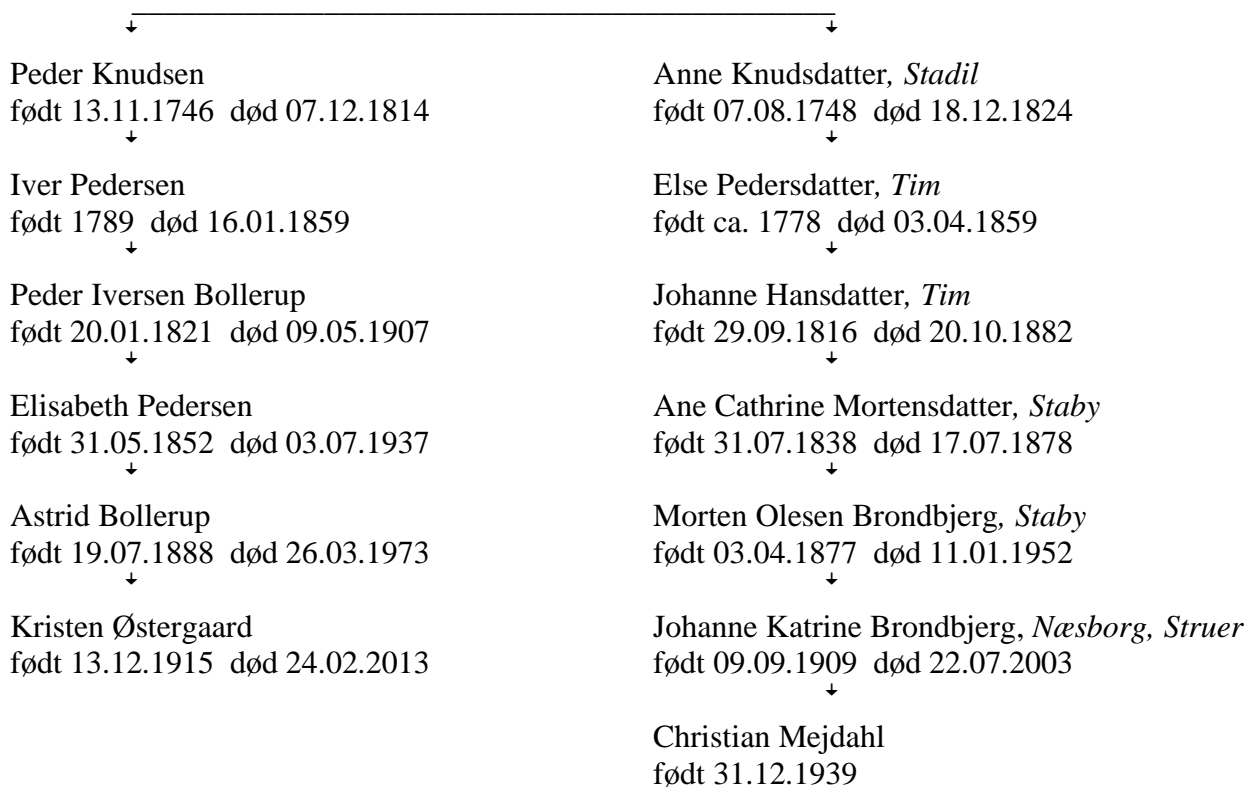 Peder Knudsen
født 13.11.1746 død 07.12.1814
Iver Pedersen
født 1789 død 16.01.1859
Peder Iversen Bollerup
født 20.01.1821 død 09.05.1907
Elisabeth Pedersen
født 31.05.1852 død 03.07.1937
Astrid Bollerup
født 19.07.1888 død 26.03.1973
Kristen Østergaard
født 13.12.1915 død 24.02.2013
Anne Knudsdatter, Stadil
født 07.08.1748 død 18.12.1824
Else Pedersdatter, Tim
født ca. 1778 død 03.04.1859
Johanne Hansdatter, Tim
født 29.09.1816 død 20.10.1882
Ane Cathrine Mortensdatter, Staby
født 31.07.1838 død 17.07.1878
Morten Olesen Brondbjerg, Staby
født 03.04.1877 død 11.01.1952
Johanne Katrine Brondbjerg, Næsborg, Struer
født 09.09.1909 død 22.07.2003
Christian Mejdahl
født 31.12.1939